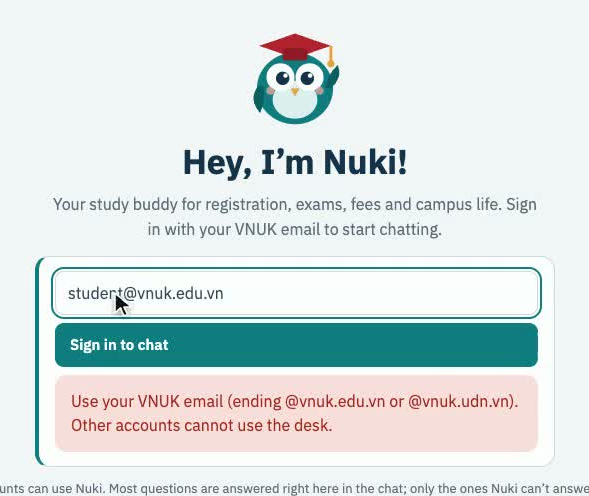 Hey, I’m Nuki!
Your study buddy for registration, exams, fees and campus life. Sign
in with your VNUK email to start chatting.
student@vnuk.edu.vn
Sign in to chat
Use your VNUK email (ending @vnuk.edu.vn or @vnuk.udn.vn).
Other accounts cannot use the desk.
can use Nuki. Most questions are answered right here in the chat; only the ones Nuki can’t